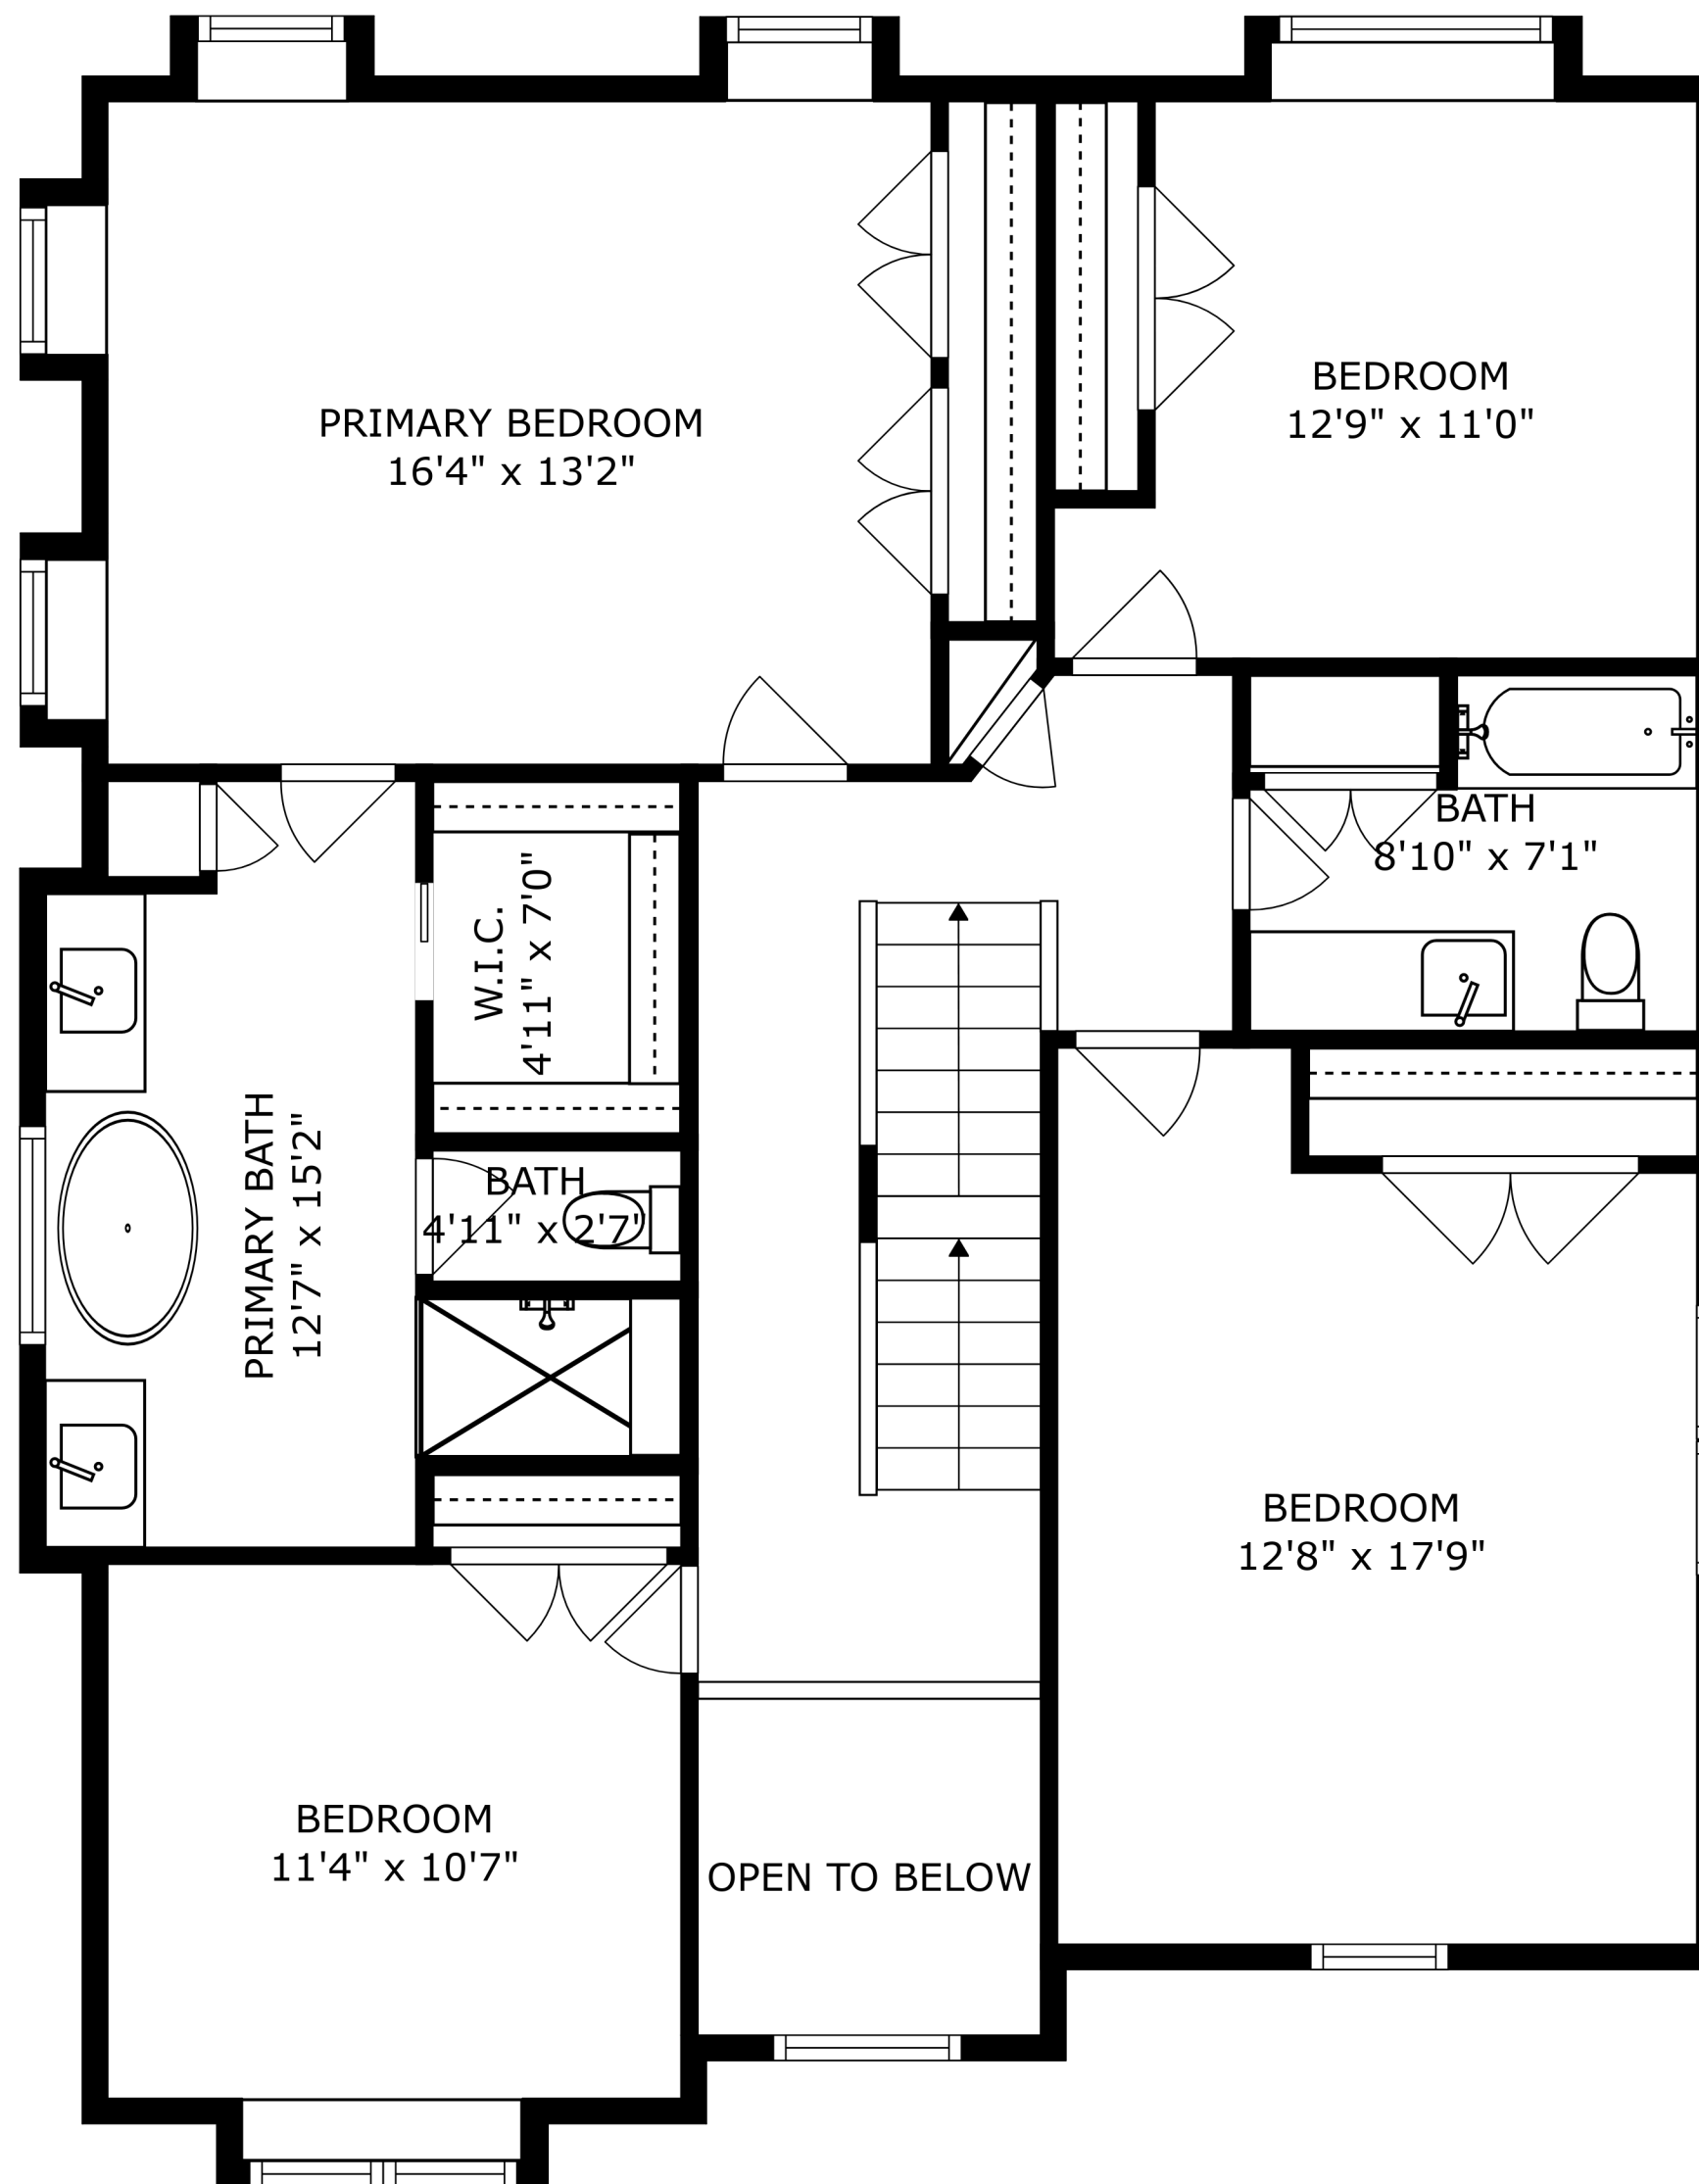 PRIMARY BEDROOM
16'4" x 13'2"
BEDROOM
12'9" x 11'0"
BATH
8'10" x 7'1"
W.I.C.
4'11" x 7'0"
PRIMARY BATH
12'7" x 15'2"
BATH
4'11" x 2'7"
BEDROOM
12'8" x 17'9"
BEDROOM
11'4" x 10'7"
OPEN TO BELOW